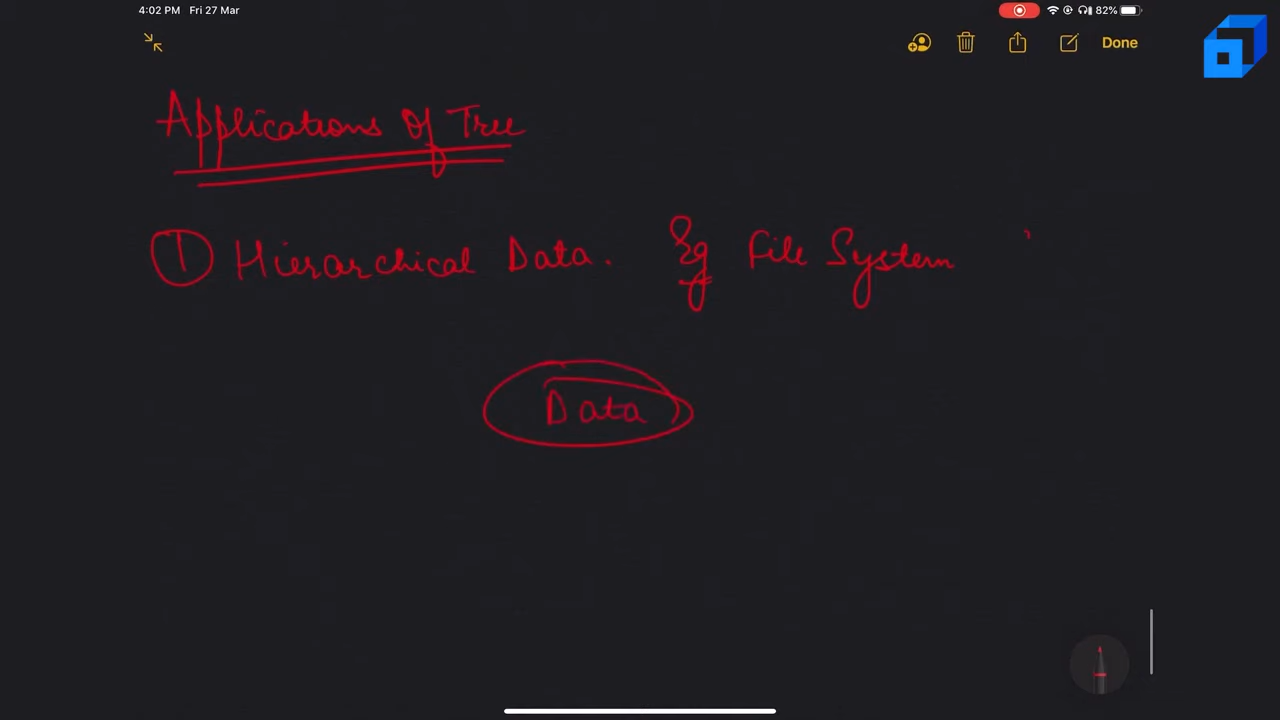 4:02 PM Fri 27 Mar
82%
Done
Applications Of Tree
① Hierarchical Data. Eg File System
Data